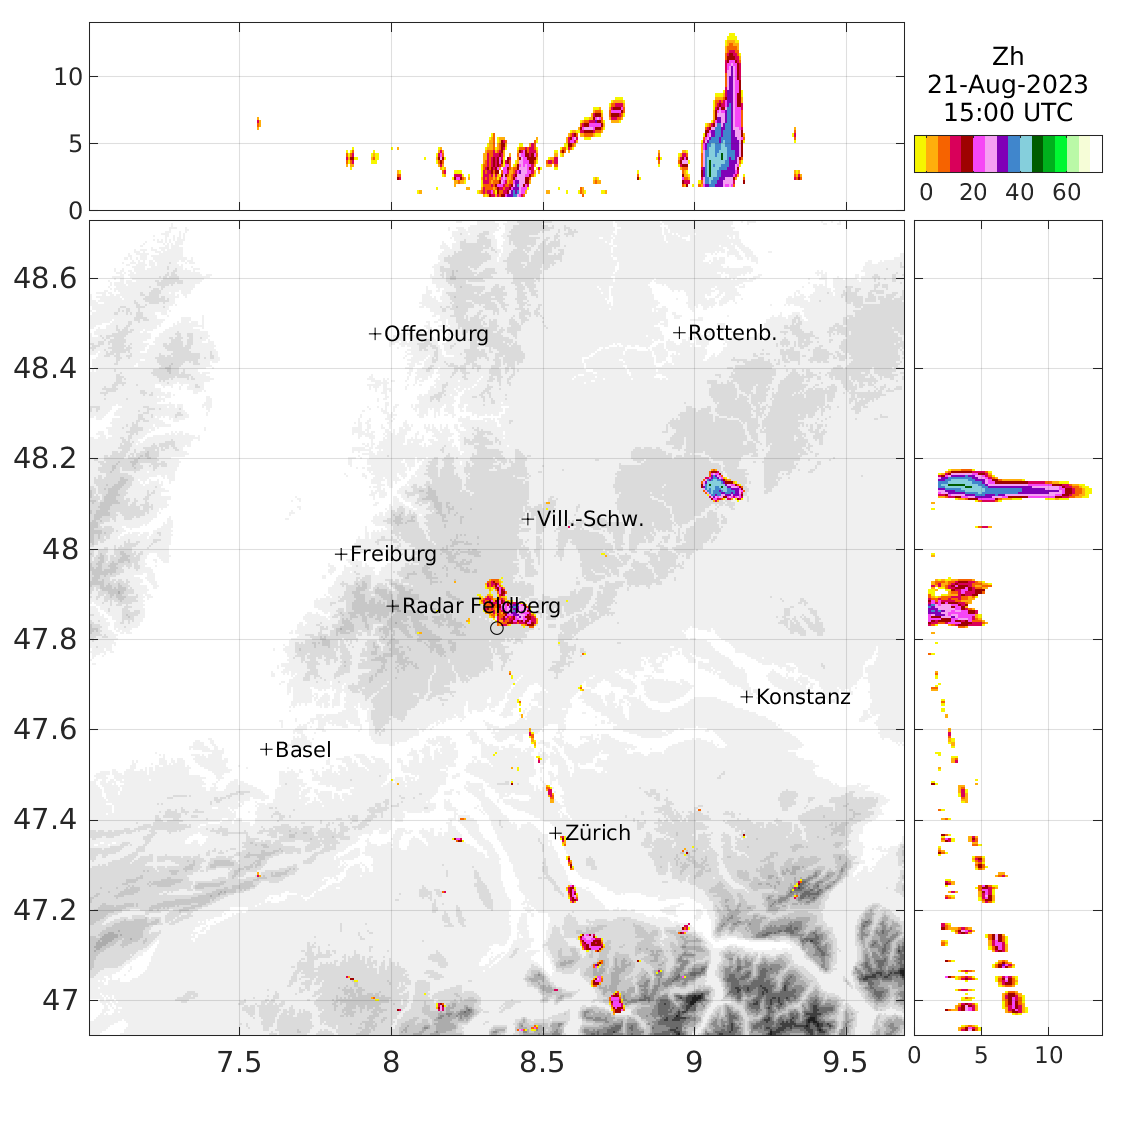 10
5
0
Zh
21-Aug-2023
15:00 UTC
0 20 40 60
48.6
48.4
48.2
48
47.8
47.6
47.4
47.2
47
Offenburg
Rottenb.
Vill.-Schw.
Freiburg
Radar Feldberg
Konstanz
Basel
Zürich
7.5 8 8.5 9 9.5
0 5 10